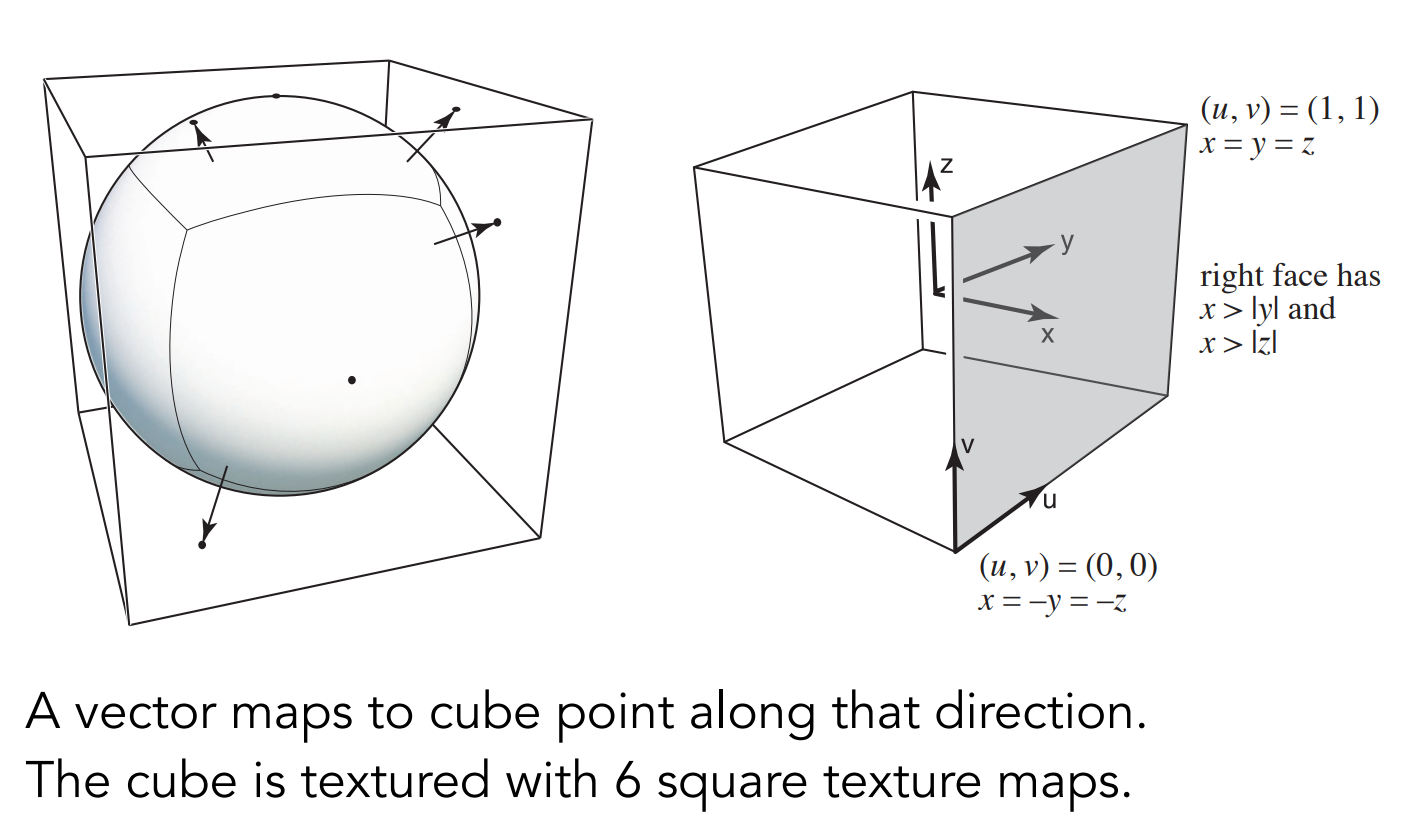 (u, v) = (1, 1)
x = y = z
z
y
right face has
x > |y| and
x > |z|
x
v
u
(u, v) = (0, 0)
x = –y = –z
A vector maps to cube point along that direction.
The cube is textured with 6 square texture maps.